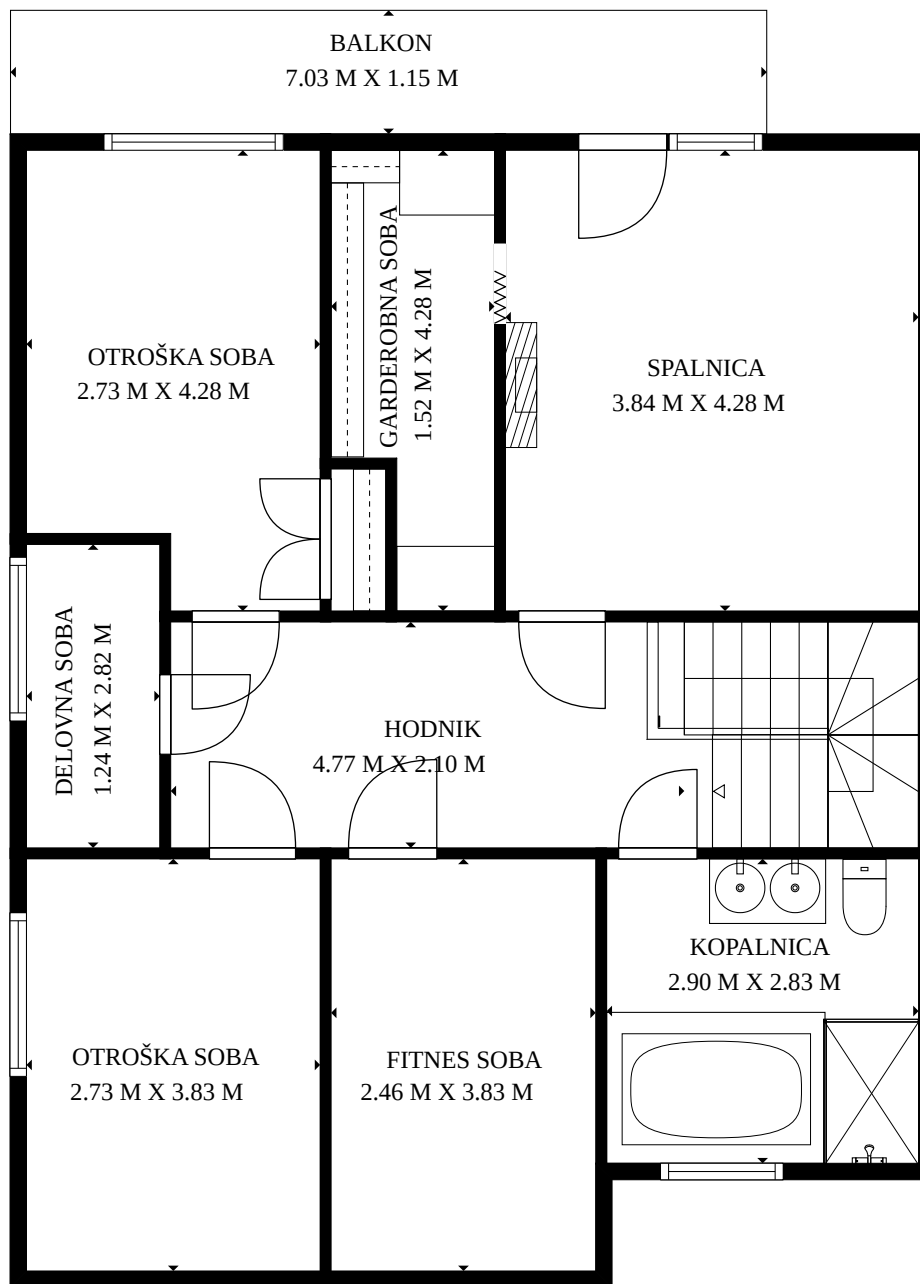 BALKON
7.03 M X 1.15 M
OTROŠKA SOBA
2.73 M X 4.28 M
GARDEROBNA SOBA
1.52 M X 4.28 M
SPALNICA
3.84 M X 4.28 M
DELOVNA SOBA
1.24 M X 2.82 M
HODNIK
4.77 M X 2.10 M
KOPALNICA
2.90 M X 2.83 M
OTROŠKA SOBA
2.73 M X 3.83 M
FITNES SOBA
2.46 M X 3.83 M